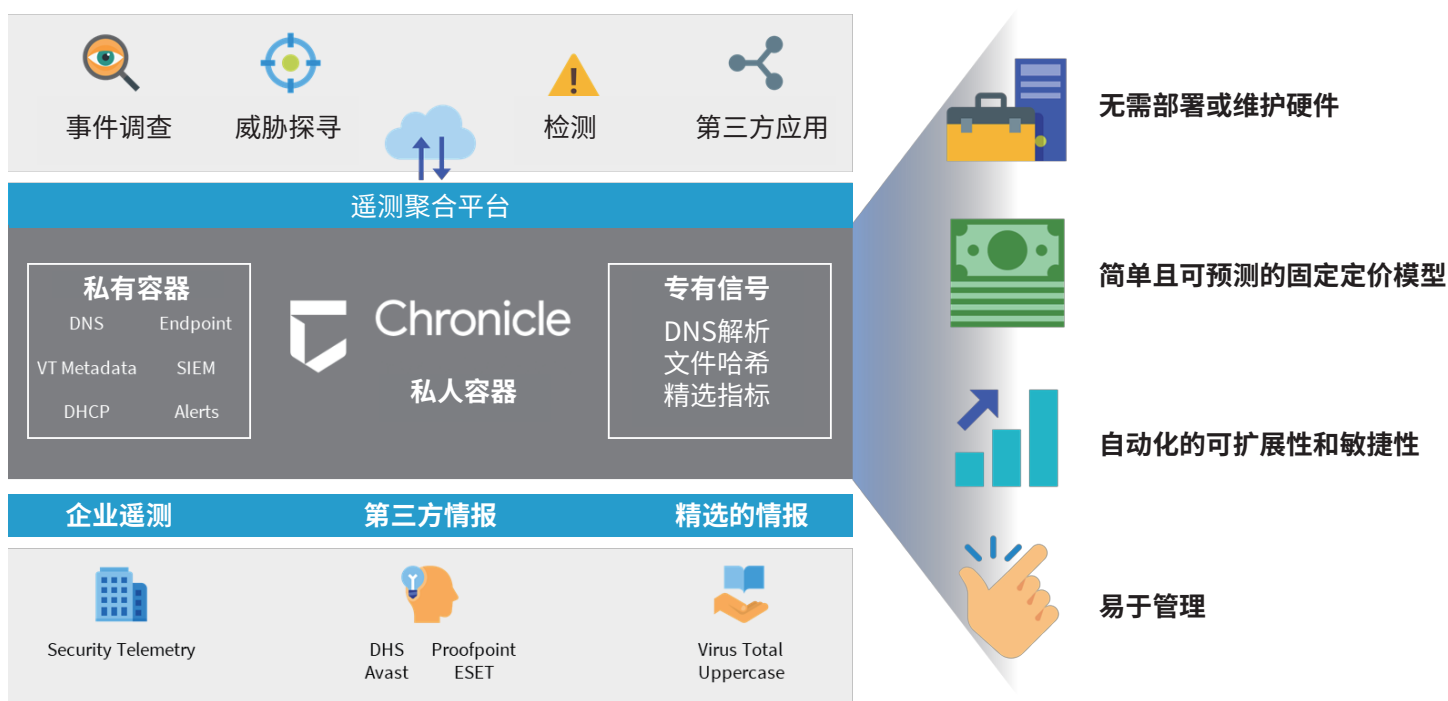 事件调查
威胁探寻
检测
第三方应用
遥测聚合平台
私有容器
DNS Endpoint
VT Metadata SIEM
DHCP Alerts
Chronicle
私人容器
专有信号
DNS解析
文件哈希
精选指标
企业遥测
第三方情报
精选的情报
Security Telemetry
DHS Proofpoint
Avast ESET
Virus Total
Uppercase
无需部署或维护硬件
简单且可预测的固定定价模型
自动化的可扩展性和敏捷性
易于管理